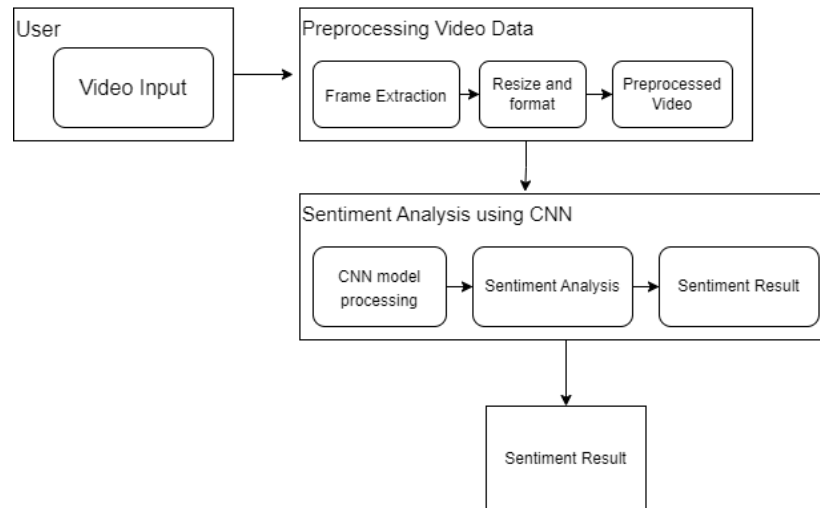 User
Video Input
Preprocessing Video Data
Frame Extraction
Resize and
format
Preprocessed
Video
Sentiment Analysis using CNN
CNN model
processing
Sentiment Analysis
Sentiment Result
Sentiment Result